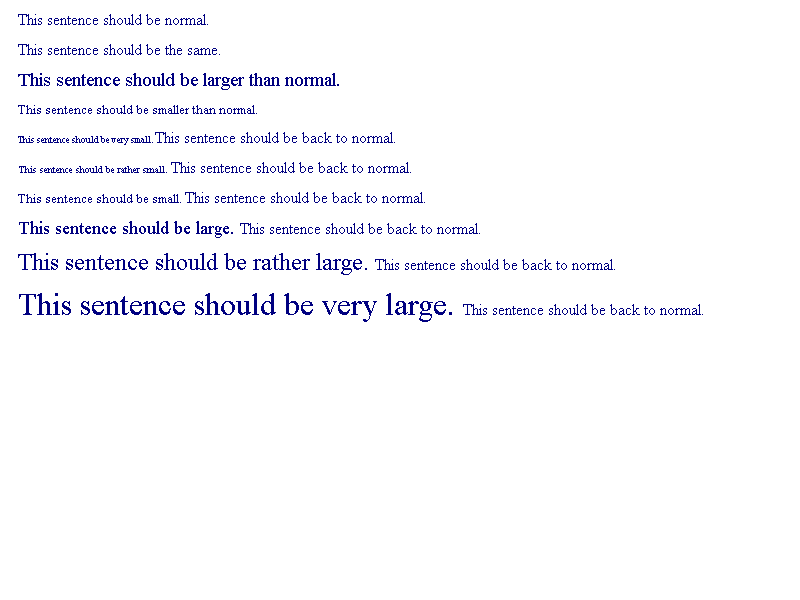 This sentence should be normal.
This sentence should be the same.
This sentence should be larger than normal.
This sentence should be smaller than normal.
This sentence should be very small. This sentence should be back to normal.
This sentence should be rather small. This sentence should be back to normal.
This sentence should be small. This sentence should be back to normal.
This sentence should be large. This sentence should be back to normal.
This sentence should be rather large. This sentence should be back to normal.
This sentence should be very large. This sentence should be back to normal.